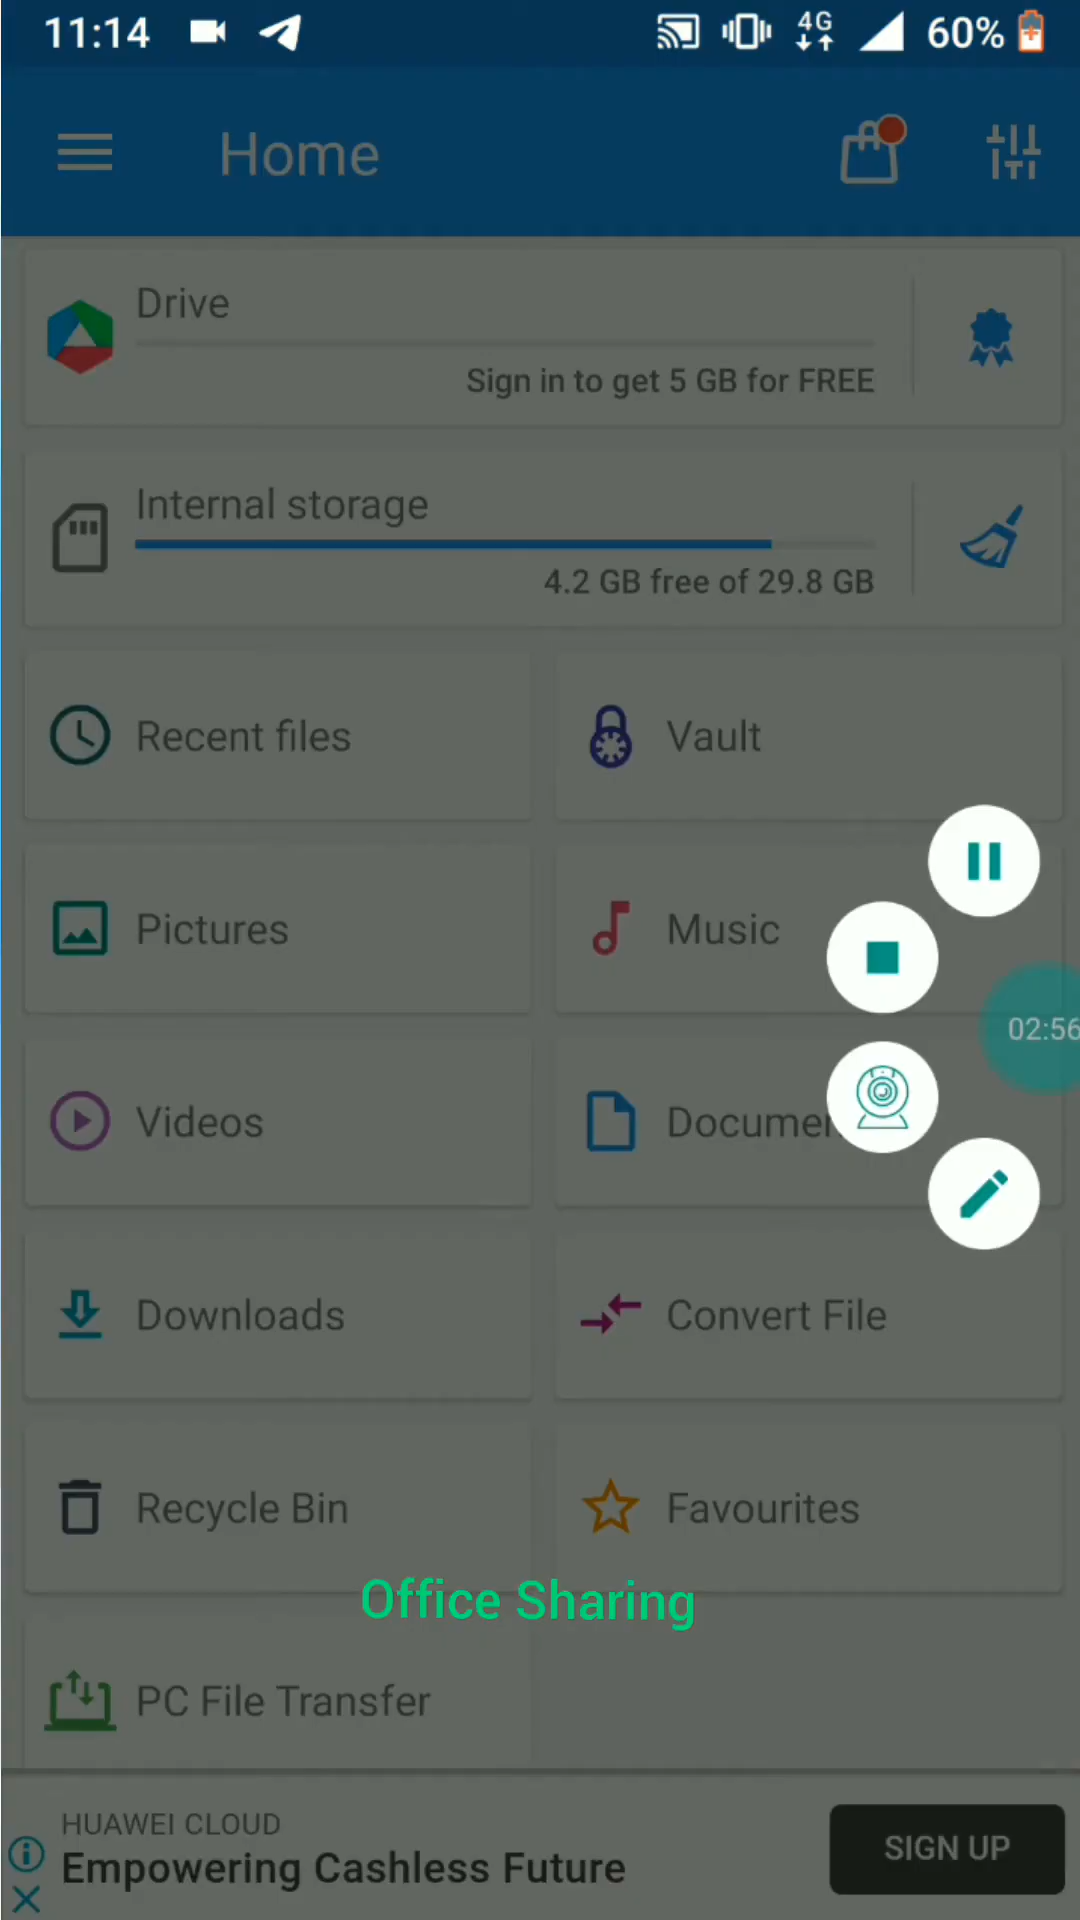 11:14
4G
60%
Home
Drive
Sign in to get 5 GB for FREE
Internal storage
4.2 GB free of 29.8 GB
Recent files
Vault
Pictures
Music
02:56
Videos
Downloads
Convert File
Recycle Bin
Favourites
Office Sharing
PC File Transfer
HUAWEI CLOUD
Empowering Cashless Future
SIGN UP